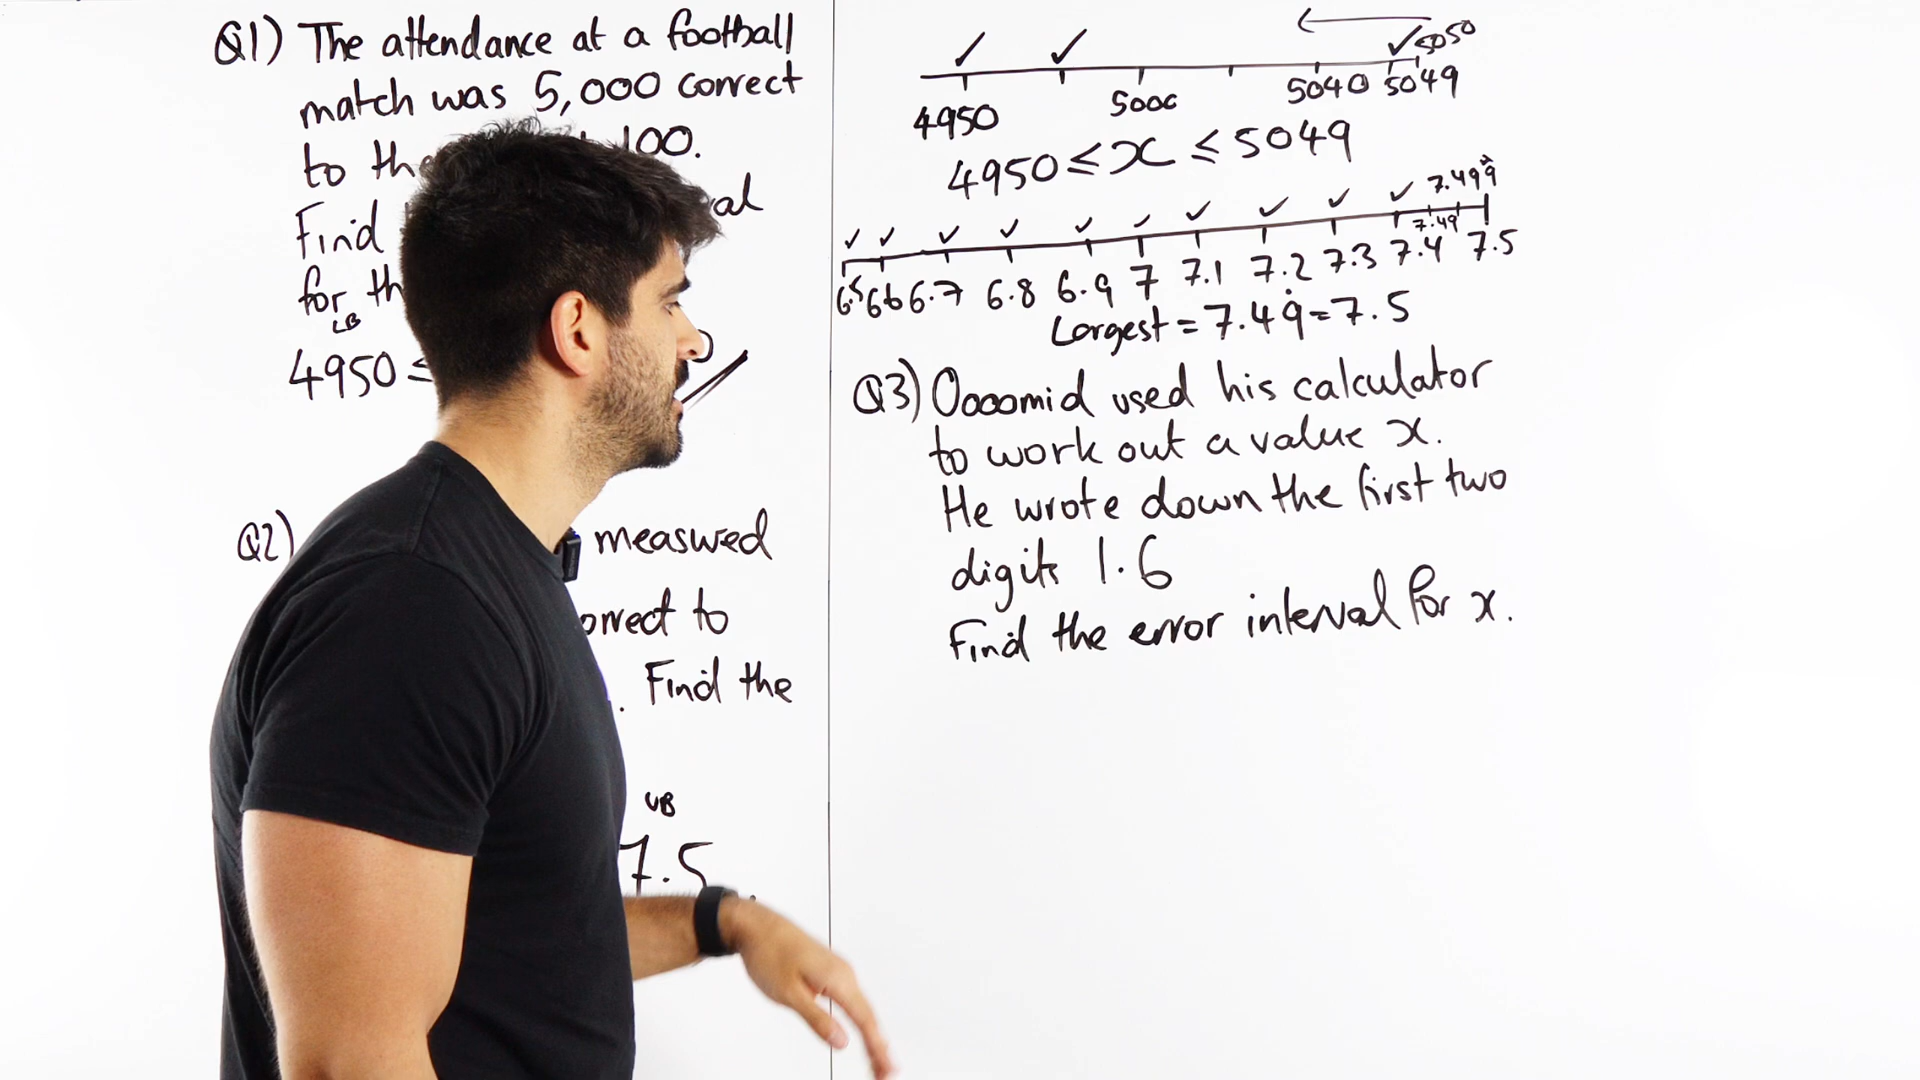 Q1) The attendance at a football
match was 5,000 correct
to the 100.
Find al
for th
LB
4950 ≤
Q2) measured
orrect to
. Find the
UB
7.5
5050
4950 5000 5040 5049
4950 ≤ x ≤ 5049
7.499̇
7.49
6.5 6.6 6.7 6.8 6.9 7 7.1 7.2 7.3 7.4 7.5
Largest = 7.49̇ = 7.5
Q3) Oooomid used his calculator
to work out a value x.
He wrote down the first two
digits 1.6
Find the error interval for x.